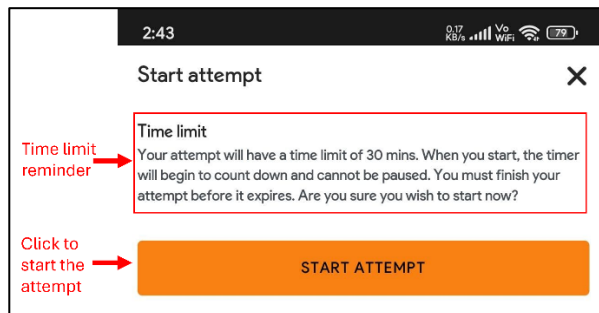 2:43
0.17 KB/s Vo WiFi 79
Start attempt
Time limit
Your attempt will have a time limit of 30 mins. When you start, the timer
will begin to count down and cannot be paused. You must finish your
attempt before it expires. Are you sure you wish to start now?
Time limit
reminder
Click to
start the
attempt
START ATTEMPT